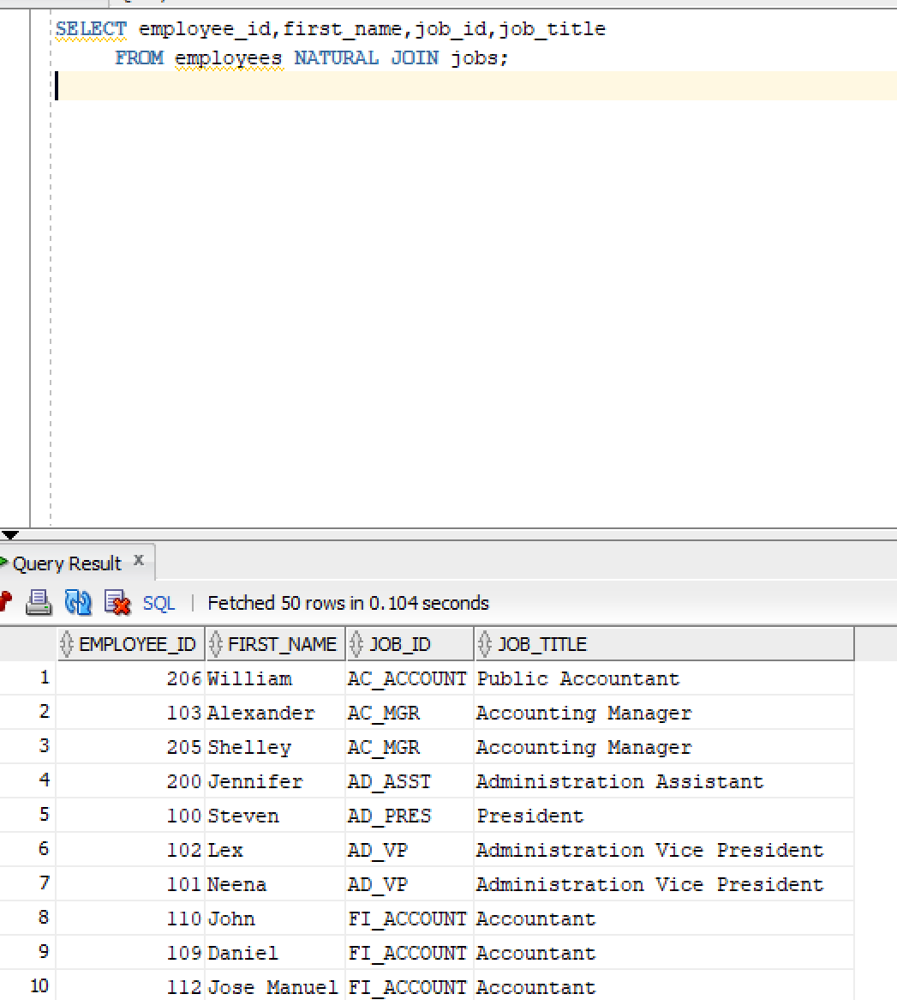 SELECT employee_id,first_name,job_id,job_title
FROM employees NATURAL JOIN jobs;
Query Result x
SQL | Fetched 50 rows in 0.104 seconds
EMPLOYEE_ID FIRST_NAME JOB_ID JOB_TITLE
1 206 William AC_ACCOUNT Public Accountant
2 103 Alexander AC_MGR Accounting Manager
3 205 Shelley AC_MGR Accounting Manager
4 200 Jennifer AD_ASST Administration Assistant
5 100 Steven AD_PRES President
6 102 Lex AD_VP Administration Vice President
7 101 Neena AD_VP Administration Vice President
8 110 John FI_ACCOUNT Accountant
9 109 Daniel FI_ACCOUNT Accountant
10 112 Jose Manuel FI_ACCOUNT Accountant